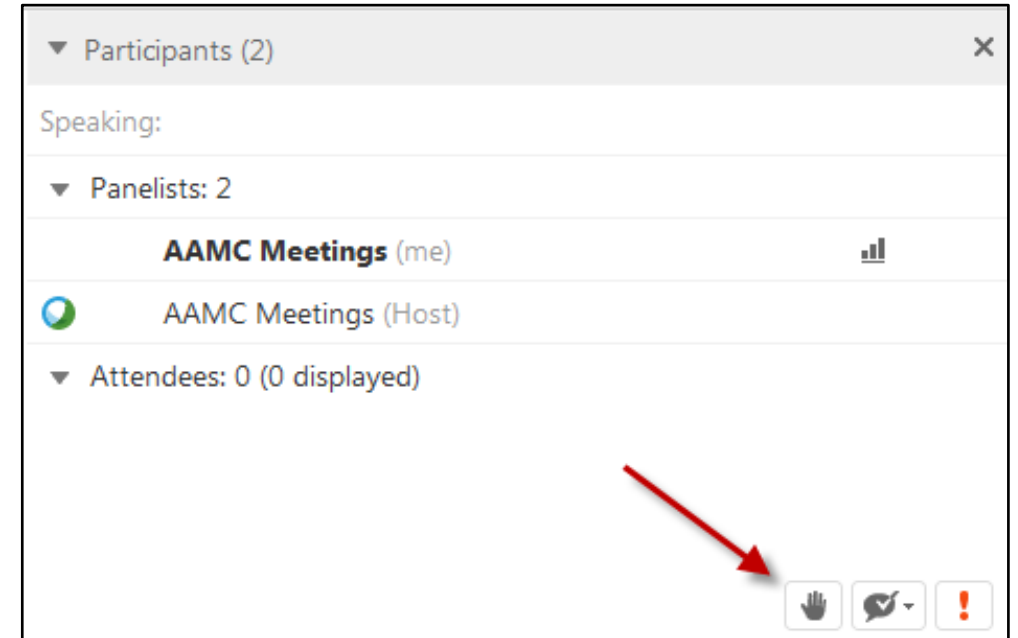 Participants (2)
Speaking:
Panelists: 2
AAMC Meetings (me)
AAMC Meetings (Host)
Attendees: 0 (0 displayed)